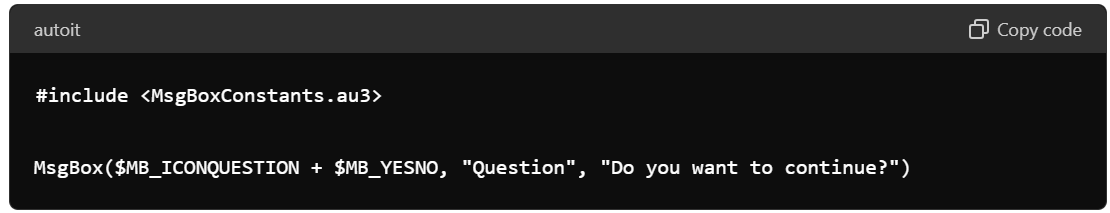 autoit
Copy code
#include <MsgBoxConstants.au3>
MsgBox($MB_ICONQUESTION + $MB_YESNO, "Question", "Do you want to continue?")